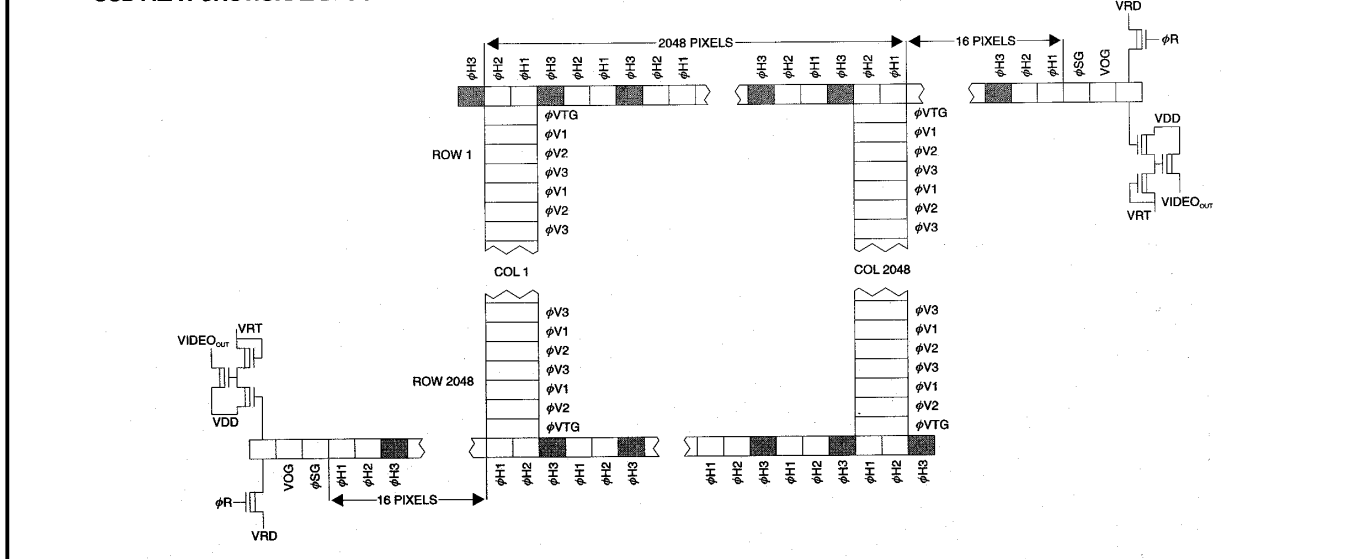 VRD
2048 PIXELS
16 PIXELS
φR
φH3 φH2 φH1 φH3 φH2 φH1 φH3 φH2 φH1 φH3 φH2 φH1 φH3 φH2 φH1 φH3 φH2 φH1 φSG VOG
φVTG φVTG
φV1 φV1
VDD
ROW 1 φV2 φV2
φV3 φV3
φV1 φV1
φV2 φV2
VRT VIDEOOUT
φV3 φV3
COL 1 COL 2048
φV3 φV3
VRT
φV1 φV1
VIDEOOUT
φV2 φV2
φV3 φV3
ROW 2048 φV1 φV1
φV2 φV2
VDD
φVTG φVTG
VOG φSG φH1 φH2 φH3 φH1 φH2 φH3 φH1 φH2 φH3 φH1 φH2 φH3 φH1 φH2 φH3 φH1 φH2 φH3
φR
16 PIXELS
VRD